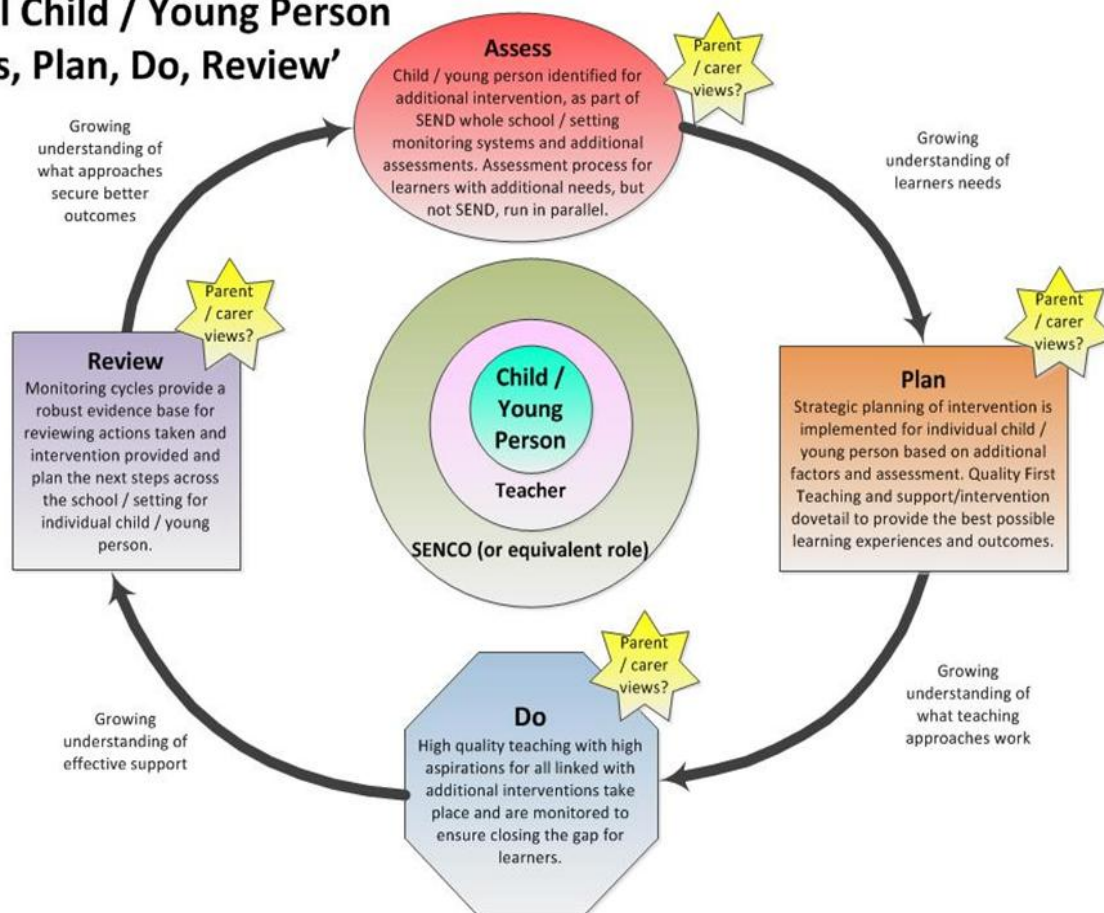 l Child / Young Person
s, Plan, Do, Review’
Assess
Child / young person identified for
additional intervention, as part of
SEND whole school / setting
monitoring systems and additional
assessments. Assessment process for
learners with additional needs, but
not SEND, run in parallel.
Parent
/ carer
views?
Growing
understanding of
learners needs
Parent
/ carer
views?
Plan
Strategic planning of intervention is
implemented for individual child /
young person based on additional
factors and assessment. Quality First
Teaching and support/intervention
dovetail to provide the best possible
learning experiences and outcomes.
Growing
understanding of
what teaching
approaches work
Parent
/ carer
views?
Do
High quality teaching with high
aspirations for all linked with
additional interventions take
place and are monitored to
ensure closing the gap for
learners.
Growing
understanding of
effective support
Parent
/ carer
views?
Review
Monitoring cycles provide a
robust evidence base for
reviewing actions taken and
intervention provided and
plan the next steps across
the school / setting for
individual child / young
person.
Growing
understanding of
what approaches
secure better
outcomes
Child /
Young
Person
Teacher
SENCO (or equivalent role)